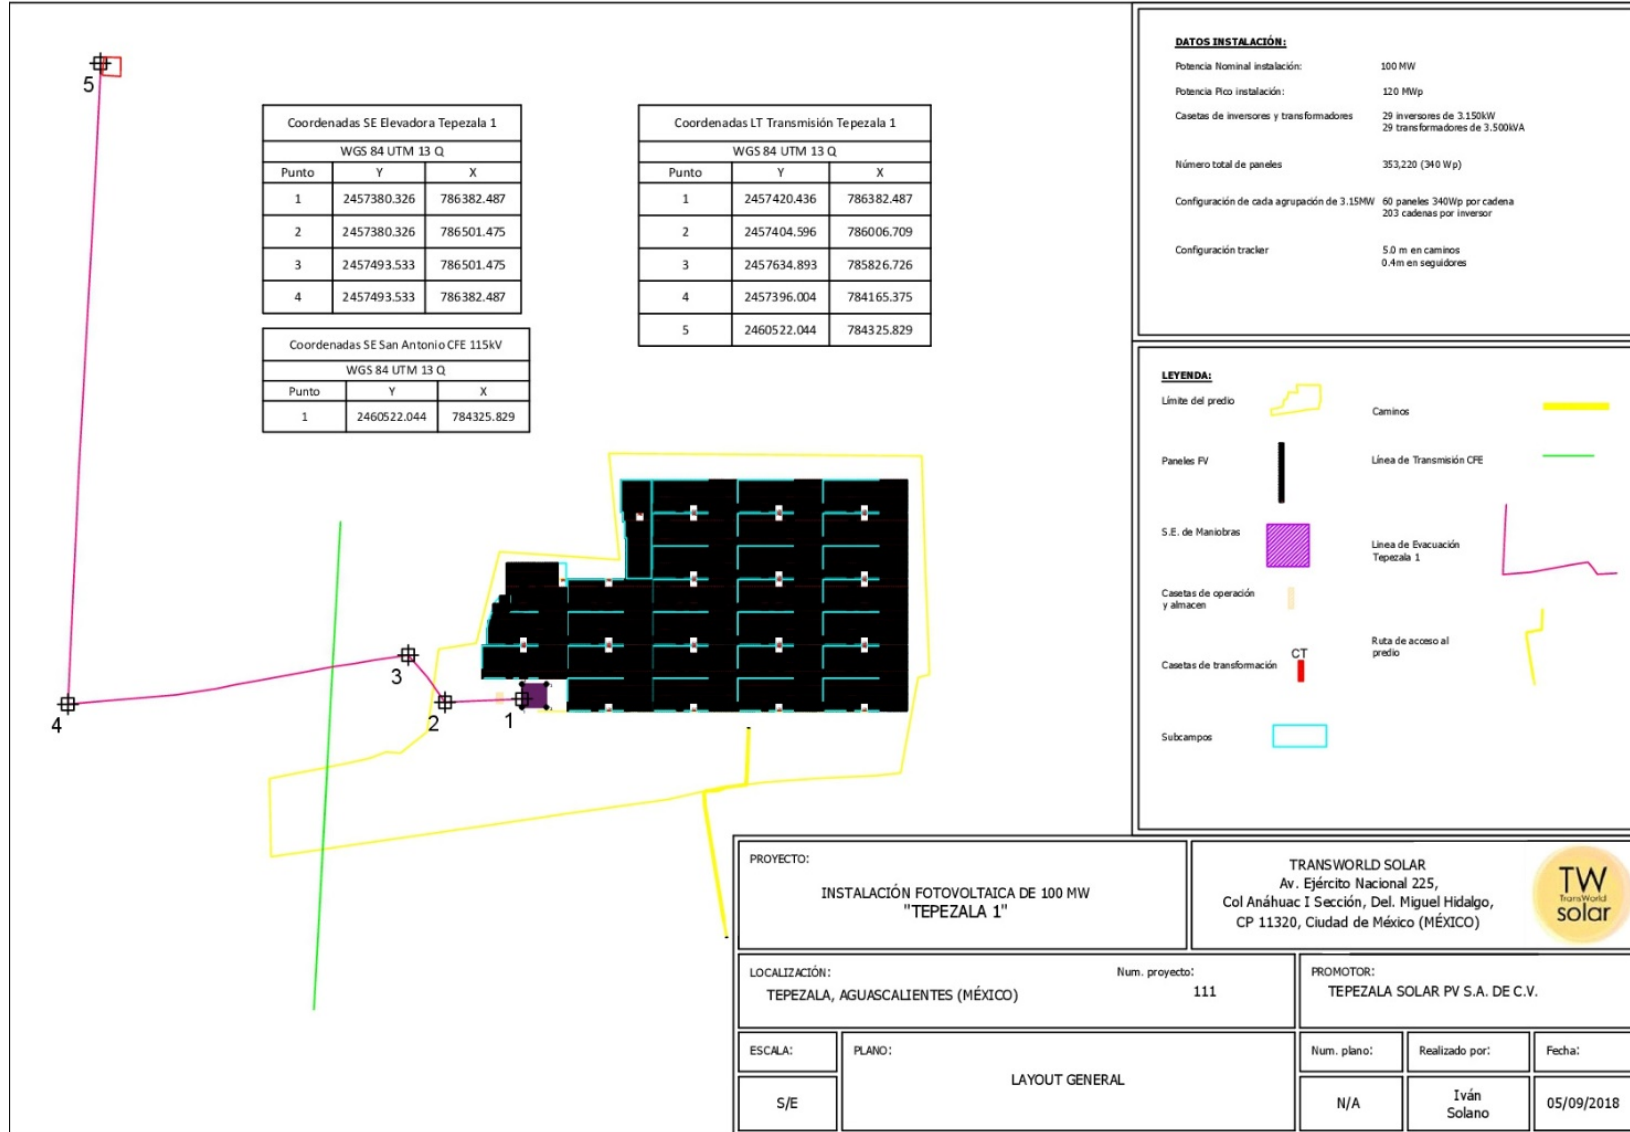 5
Coordenadas SE Elevadora Tepezala 1
WGS 84 UTM 13 Q
Punto Y X
1 2457380.326 786382.487
2 2457380.326 786501.475
3 2457493.533 786501.475
4 2457493.533 786382.487
Coordenadas SE San Antonio CFE 115kV
WGS 84 UTM 13 Q
Punto Y X
1 2460522.044 784325.829
Coordenadas LT Transmisión Tepezala 1
WGS 84 UTM 13 Q
Punto Y X
1 2457420.436 786382.487
2 2457404.596 786006.709
3 2457634.893 785826.726
4 2457396.004 784165.375
5 2460522.044 784325.829
3
4
2
1
DATOS INSTALACIÓN:
Potencia Nominal instalación: 100 MW
Potencia Pico instalación: 120 MWp
Casetas de inversores y transformadores 29 inversores de 3.150kW
29 transformadores de 3.500kVA
Número total de paneles 353,220 (340 Wp)
Configuración de cada agrupación de 3.15MW 60 paneles 340Wp por cadena
203 cadenas por inversor
Configuración tracker 5.0 m en caminos
0.4m en seguidores
LEYENDA:
Límite del predio
Caminos
Paneles FV
Línea de Transmisión CFE
S.E. de Maniobras
Linea de Evacuación
Tepezala 1
Casetas de operación
y almacen
Ruta de acceso al
predio
Casetas de transformación
CT
Subcampos
PROYECTO:
INSTALACIÓN FOTOVOLTAICA DE 100 MW
"TEPEZALA 1"
TRANSWORLD SOLAR
Av. Ejército Nacional 225,
Col Anáhuac I Sección, Del. Miguel Hidalgo,
CP 11320, Ciudad de México (MÉXICO)
TW
TransWorld
solar
LOCALIZACIÓN:
TEPEZALA, AGUASCALIENTES (MÉXICO)
Num. proyecto:
111
PROMOTOR:
TEPEZALA SOLAR PV S.A. DE C.V.
ESCALA:
S/E
PLANO:
LAYOUT GENERAL
Num. plano:
N/A
Realizado por:
Iván
Solano
Fecha:
05/09/2018